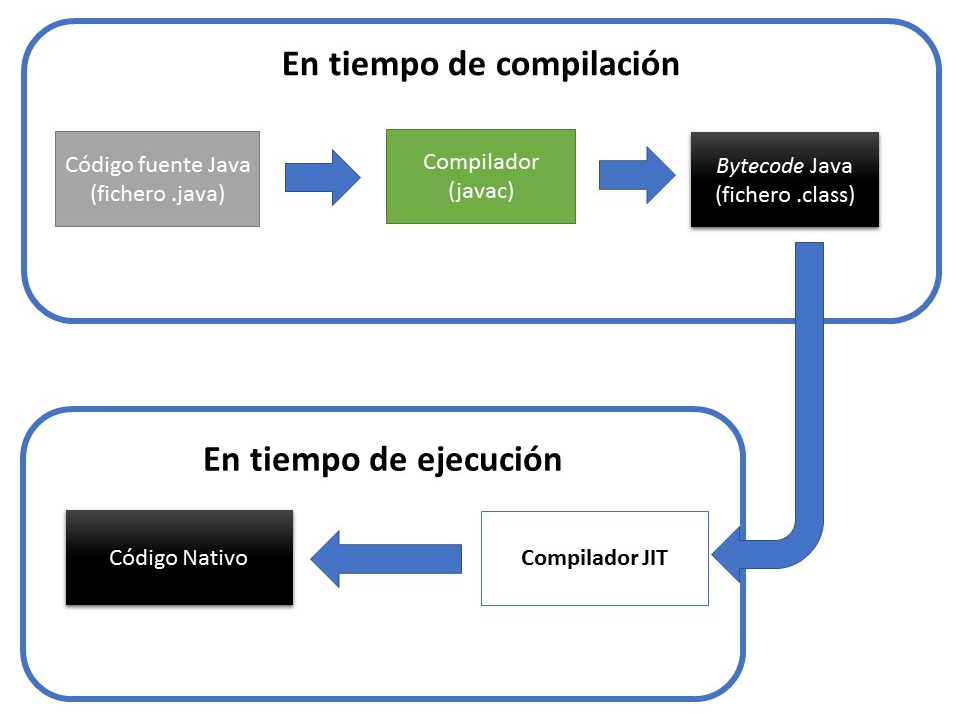 En tiempo de compilación
Código fuente Java
(fichero .java)
Compilador
(javac)
Bytecode Java
(fichero .class)
En tiempo de ejecución
Código Nativo
Compilador JIT